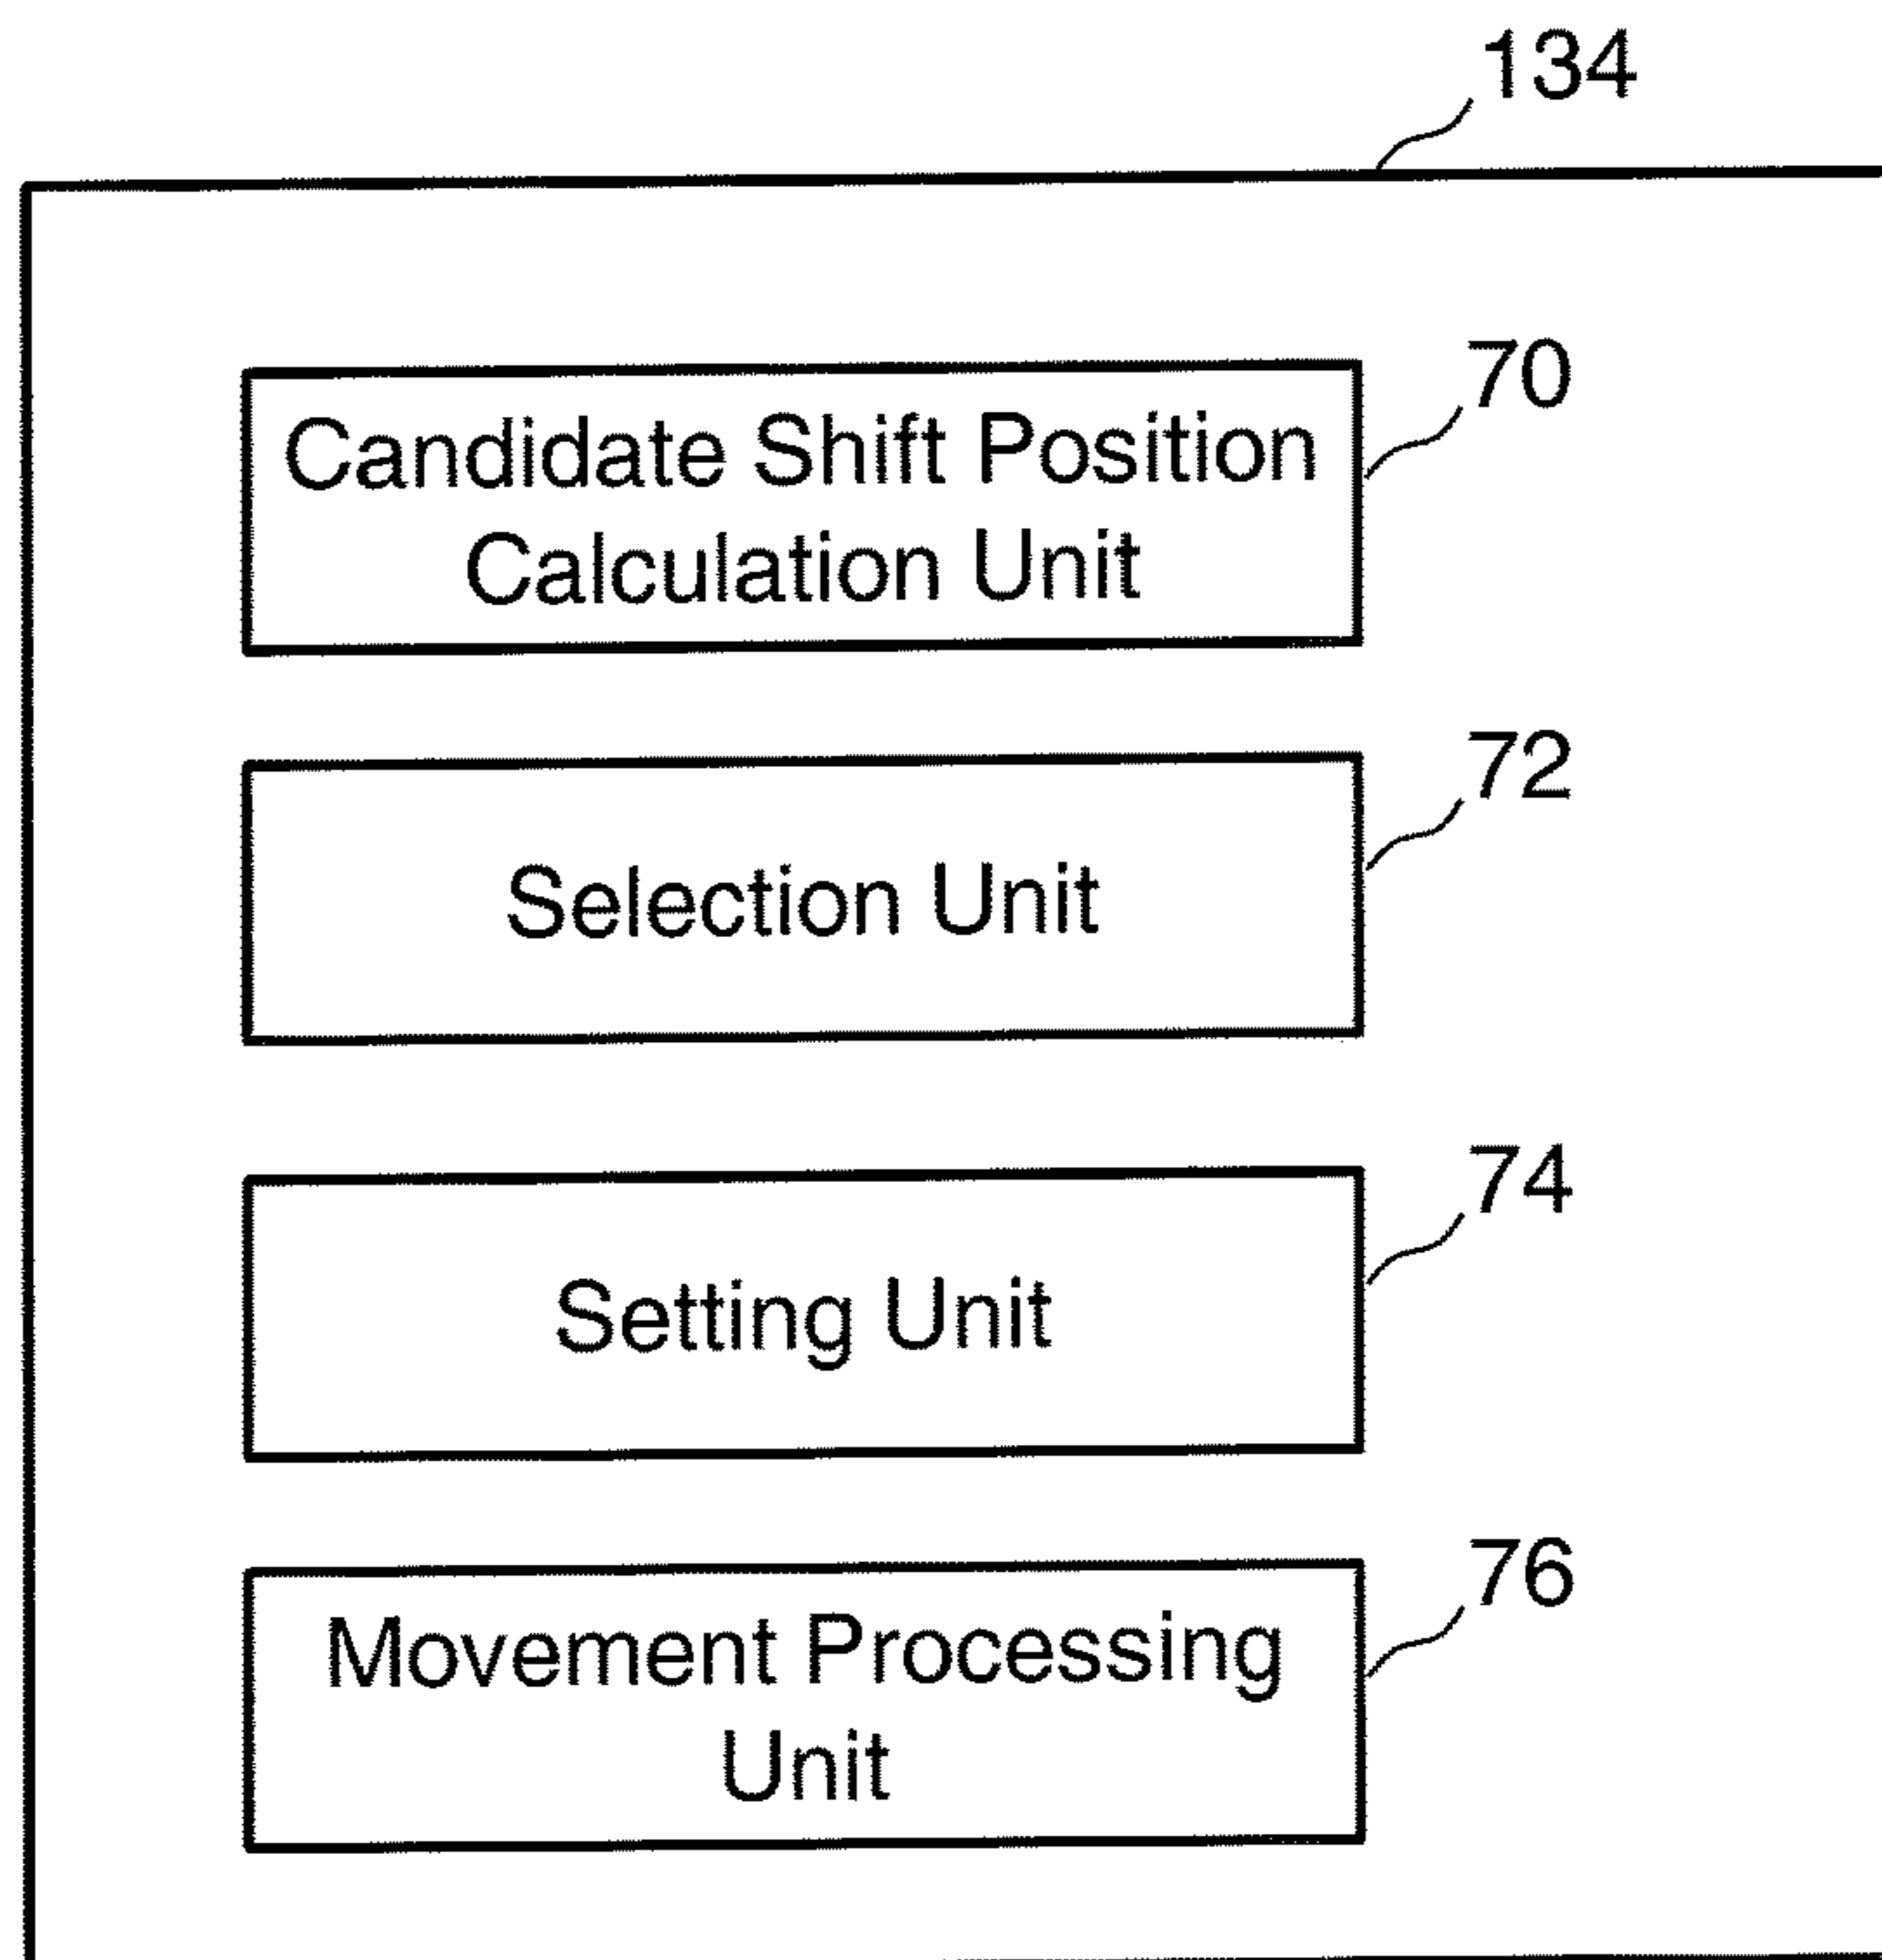 134
70
Candidate Shift Position
Calculation Unit
72
Selection Unit
74
Setting Unit
76
Movement Processing
Unit